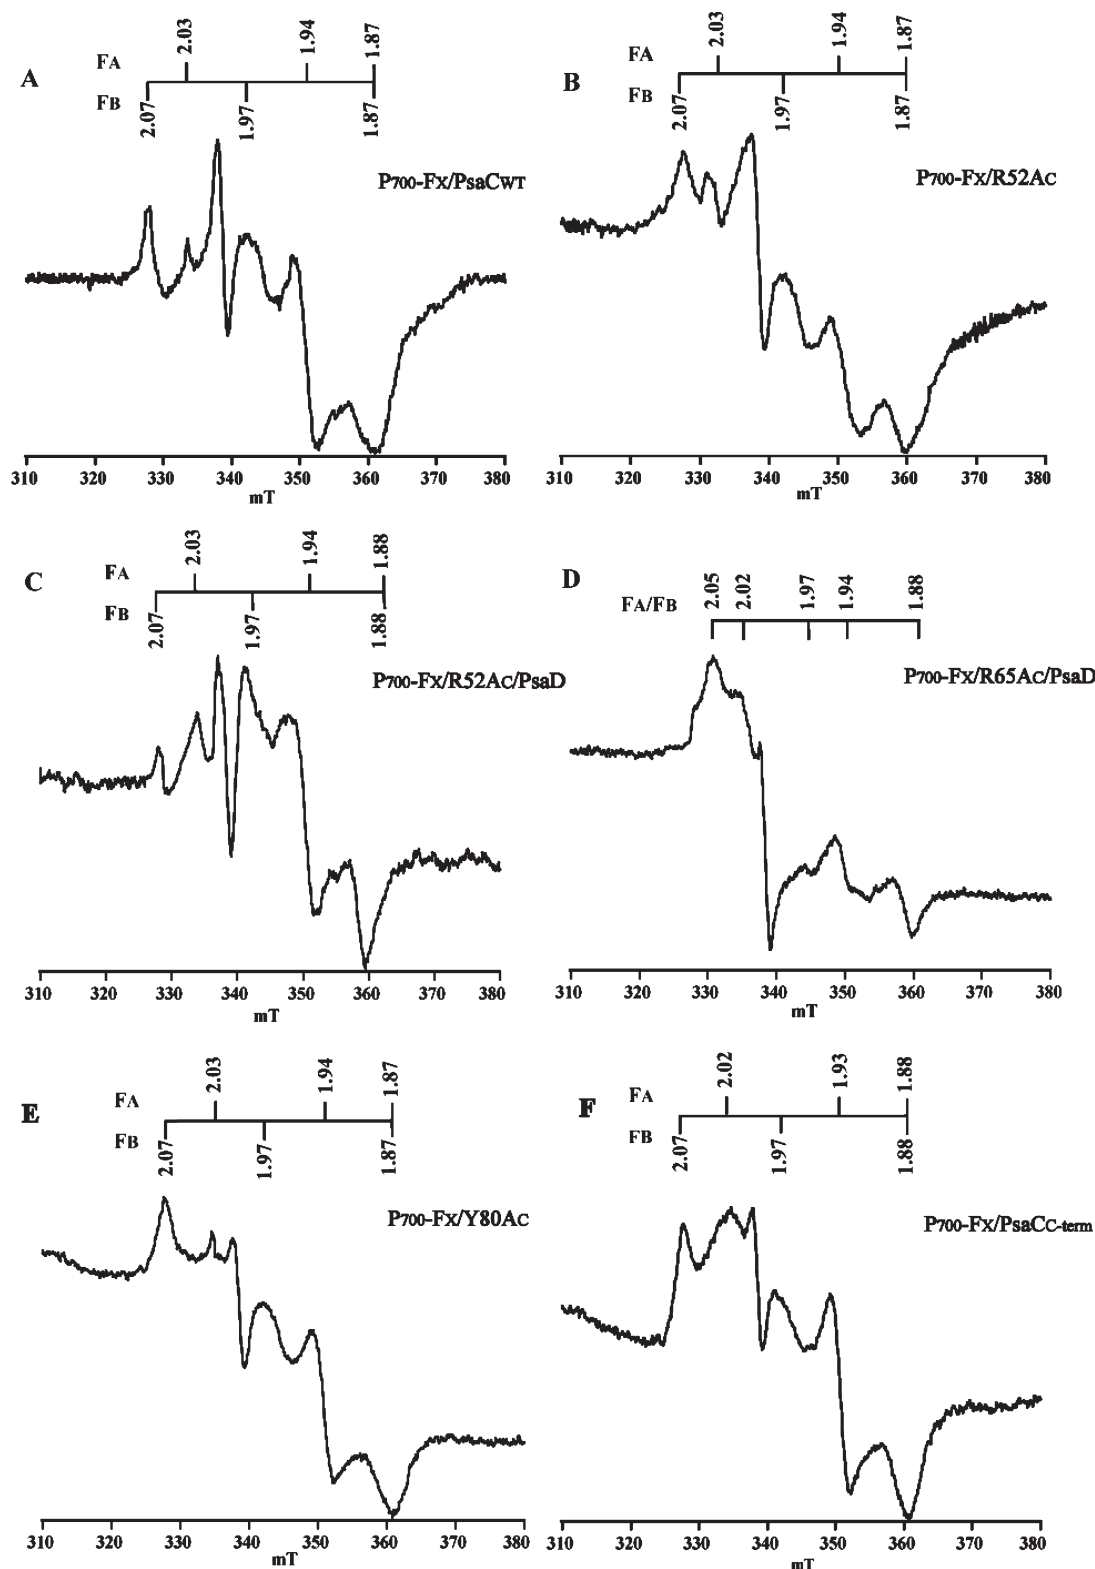 A
FA
2.03
1.94
1.87
FB
2.07
1.97
1.87
P700-FX/PsaCWT
310 320 330 340 350 360 370 380
mT
B
FA
2.03
1.94
1.87
FB
2.07
1.97
1.87
P700-FX/R52AC
310 320 330 340 350 360 370 380
mT
C
FA
2.03
1.94
1.88
FB
2.07
1.97
1.88
P700-FX/R52AC/PsaD
310 320 330 340 350 360 370 380
mT
D
FA/FB
2.05
2.02
1.97
1.94
1.88
P700-FX/R65AC/PsaD
310 320 330 340 350 360 370 380
mT
E
FA
2.03
1.94
1.87
FB
2.07
1.97
1.87
P700-FX/Y80AC
310 320 330 340 350 360 370 380
mT
F
FA
2.02
1.93
1.88
FB
2.07
1.97
1.88
P700-FX/PsaCC-term
310 320 330 340 350 360 370 380
mT